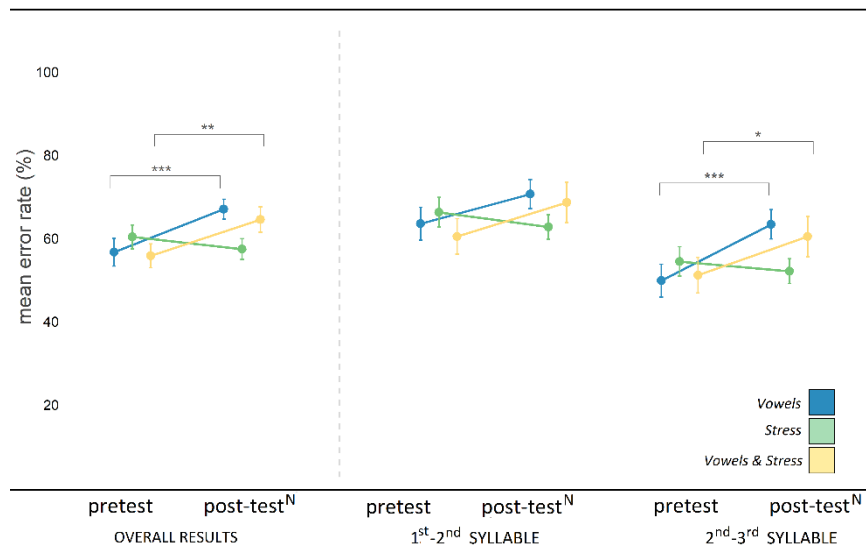 100
**
*
80
***
***
mean error rate (%)
60
40
20
Vowels
Stress
Vowels & Stress
pretest post-testN pretest post-testN pretest post-testN
OVERALL RESULTS 1st-2nd SYLLABLE 2nd-3rd SYLLABLE